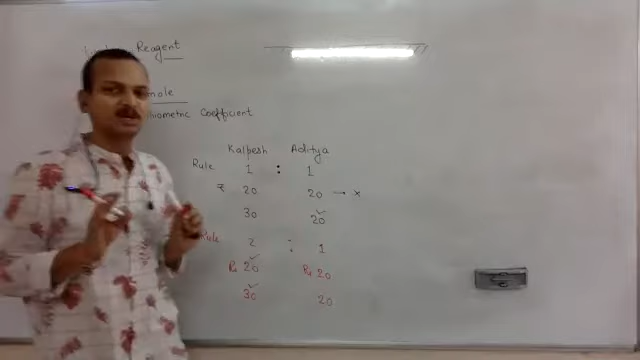 Reagent
mole
Coefficient
Kalpesh Aditya
Rule 1 : 1
₹ 20 20 → ×
30 20 ✓
Rule 2 : 1
Rs 20 ✓ Rs 20
30 ✓ 20